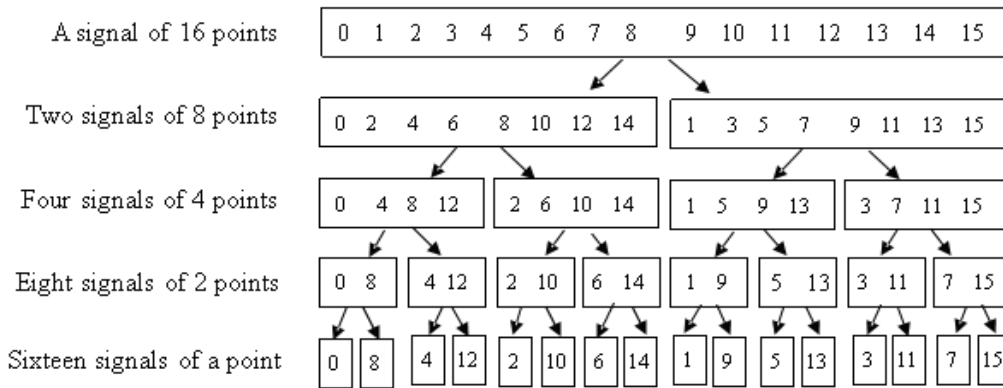 A signal of 16 points 0 1 2 3 4 5 6 7 8 9 10 11 12 13 14 15
Two signals of 8 points 0 2 4 6 8 10 12 14 1 3 5 7 9 11 13 15
Four signals of 4 points 0 4 8 12 2 6 10 14 1 5 9 13 3 7 11 15
Eight signals of 2 points 0 8 4 12 2 10 6 14 1 9 5 13 3 11 7 15
Sixteen signals of a point 0 8 4 12 2 10 6 14 1 9 5 13 3 11 7 15